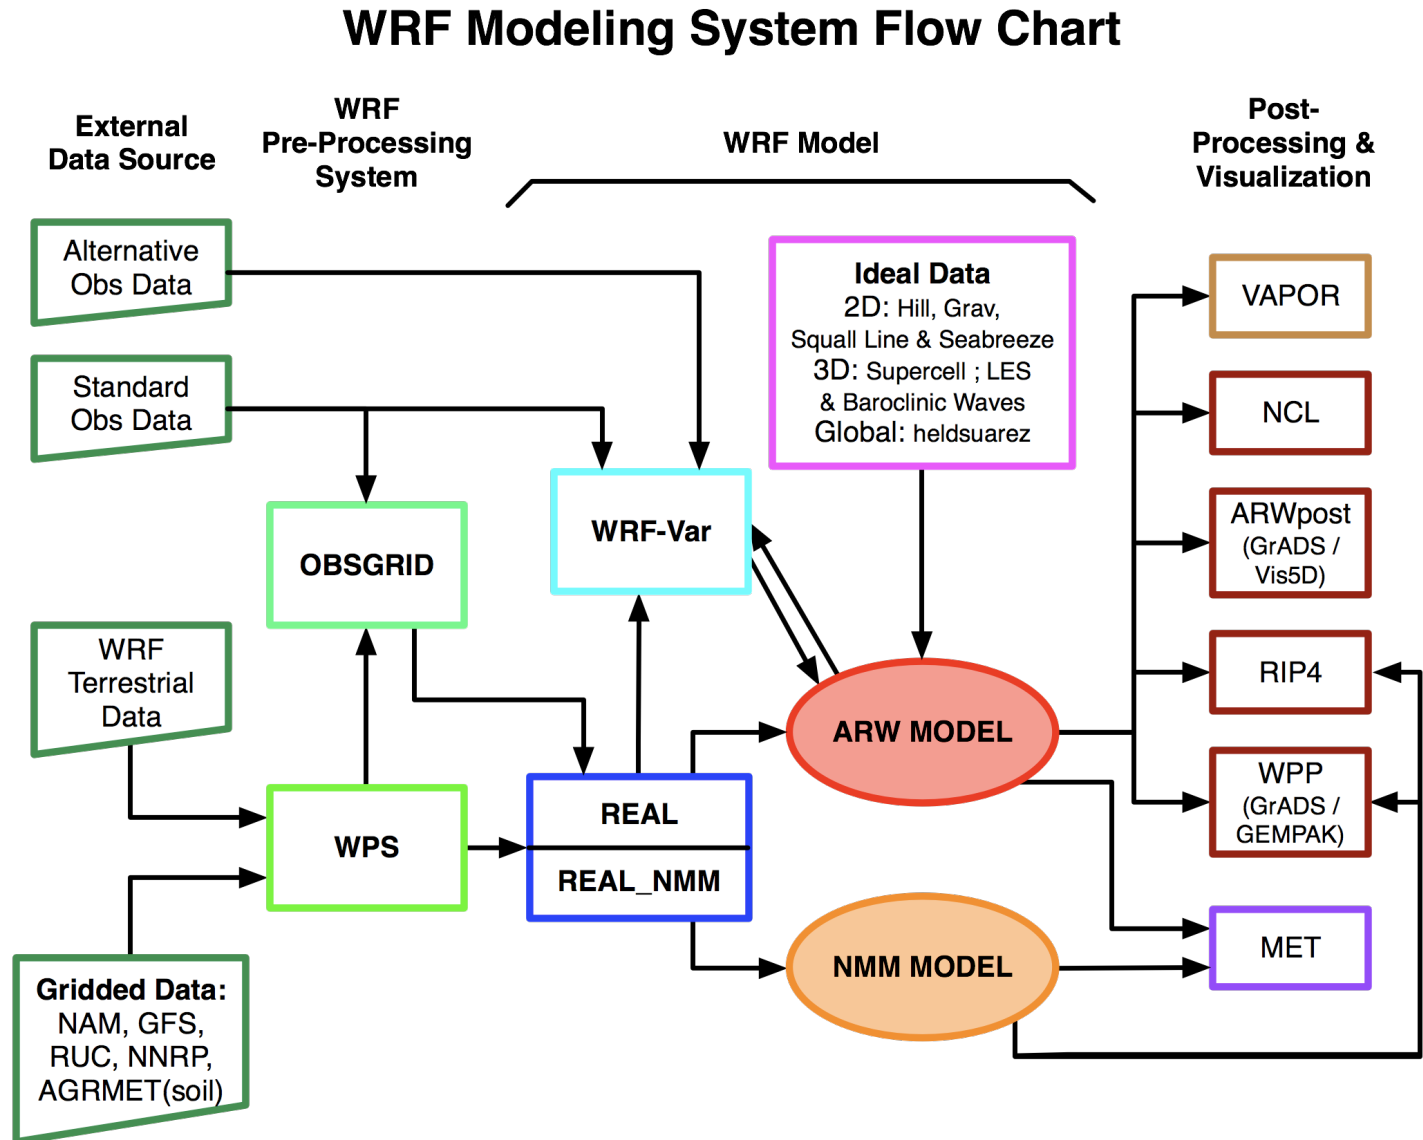 WRF Modeling System Flow Chart
External
Data Source
WRF
Pre-Processing
System
WRF Model
Post-
Processing &
Visualization
Alternative
Obs Data
Standard
Obs Data
WRF
Terrestrial
Data
Gridded Data:
NAM, GFS,
RUC, NNRP,
AGRMET(soil)
OBSGRID
WPS
WRF-Var
REAL
REAL_NMM
Ideal Data
2D: Hill, Grav,
Squall Line & Seabreeze
3D: Supercell ; LES
& Baroclinic Waves
Global: heldsuarez
ARW MODEL
NMM MODEL
VAPOR
NCL
ARWpost
(GrADS /
Vis5D)
RIP4
WPP
(GrADS /
GEMPAK)
MET